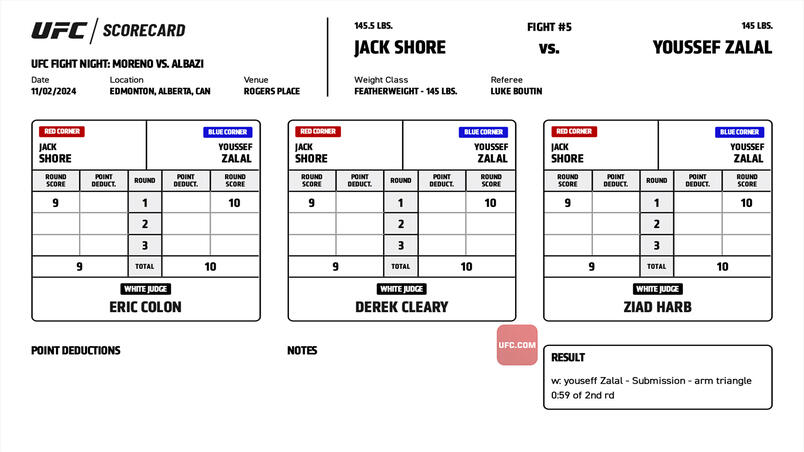 UFC / SCORECARD
UFC FIGHT NIGHT: MORENO VS. ALBAZI
Date Location Venue
11/02/2024 EDMONTON, ALBERTA, CAN ROGERS PLACE
145.5 LBS. FIGHT #5 145 LBS.
JACK SHORE vs. YOUSSEF ZALAL
Weight Class Referee
FEATHERWEIGHT - 145 LBS. LUKE BOUTIN
RED CORNER BLUE CORNER
JACK YOUSSEF
SHORE ZALAL
ROUND POINT ROUND POINT ROUND
SCORE DEDUCT. DEDUCT. SCORE
9 1 10
2
3
9 TOTAL 10
WHITE JUDGE
ERIC COLON
RED CORNER BLUE CORNER
JACK YOUSSEF
SHORE ZALAL
ROUND POINT ROUND POINT ROUND
SCORE DEDUCT. DEDUCT. SCORE
9 1 10
2
3
9 TOTAL 10
WHITE JUDGE
DEREK CLEARY
RED CORNER BLUE CORNER
JACK YOUSSEF
SHORE ZALAL
ROUND POINT ROUND POINT ROUND
SCORE DEDUCT. DEDUCT. SCORE
9 1 10
2
3
9 TOTAL 10
WHITE JUDGE
ZIAD HARB
POINT DEDUCTIONS
NOTES
UFC.COM
RESULT
w: youseff Zalal - Submission - arm triangle
0:59 of 2nd rd